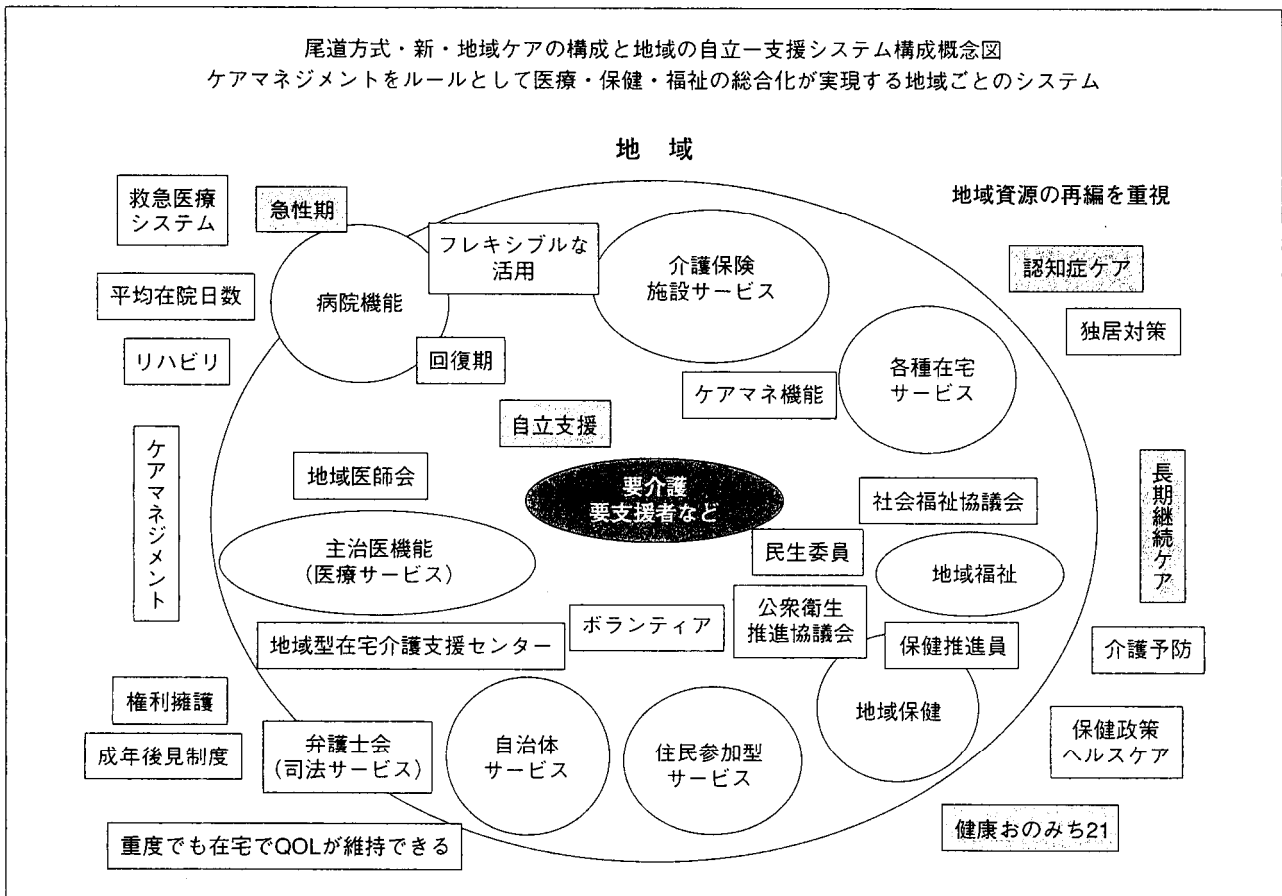 尾道方式・新・地域ケアの構成と地域の自立ー支援システム構成概念図
ケアマネジメントをルールとして医療・保健・福祉の総合化が実現する地域ごとのシステム
地 域
地域資源の再編を重視
救急医療
システム
急性期
フレキシブルな
活用
介護保険
施設サービス
認知症ケア
平均在院日数
病院機能
独居対策
リハビリ
回復期
ケアマネ機能
各種在宅
サービス
自立支援
ケアマネジメント
地域医師会
要介護
要支援者など
社会福祉協議会
長期継続ケア
主治医機能
(医療サービス)
民生委員
地域福祉
ボランティア
公衆衛生
推進協議会
地域型在宅介護支援センター
保健推進員
介護予防
権利擁護
成年後見制度
弁護士会
(司法サービス)
自治体
サービス
住民参加型
サービス
地域保健
保健政策
ヘルスケア
重度でも在宅でQOLが維持できる
健康おのみち21